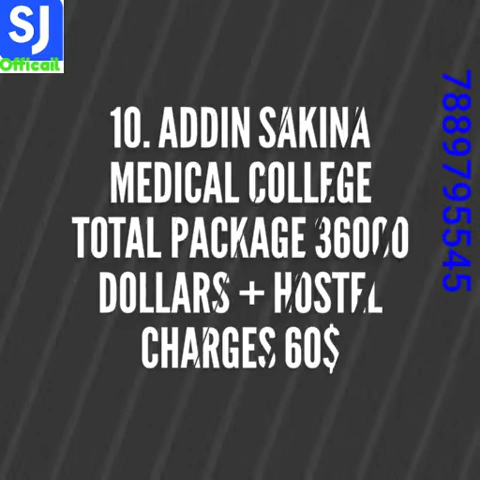 SJ
Officail
10. ADDIN SAKINA
MEDICAL COLLEGE
TOTAL PACKAGE 36000
DOLLARS + HOSTEL
CHARGES 60$
7889795545